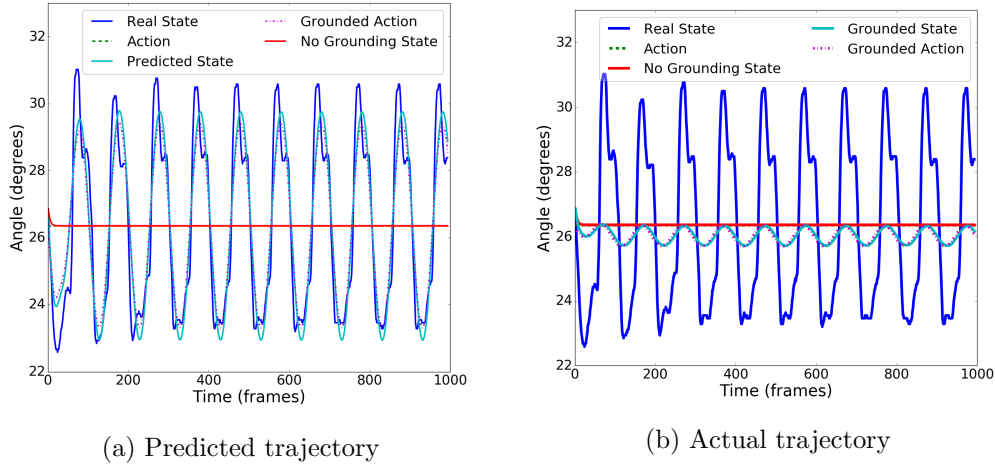 Real State
Action
Predicted State
Grounded Action
No Grounding State
32
30
28
26
24
22
Angle (degrees)
0 200 400 600 800 1000
Time (frames)
(a) Predicted trajectory
Real State
Action
No Grounding State
Grounded State
Grounded Action
32
30
28
26
24
22
Angle (degrees)
0 200 400 600 800 1000
Time (frames)
(b) Actual trajectory